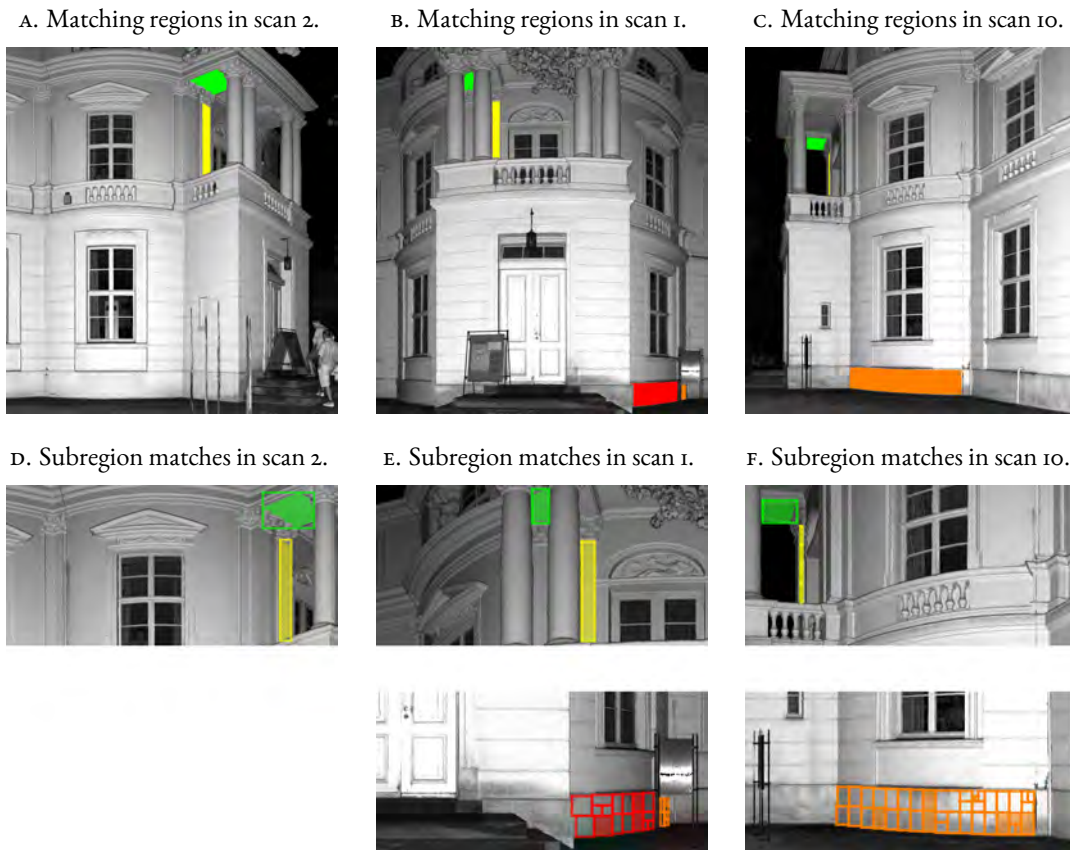 A. Matching regions in scan 2.
B. Matching regions in scan 1.
C. Matching regions in scan 10.
D. Subregion matches in scan 2.
E. Subregion matches in scan 1.
F. Subregion matches in scan 10.